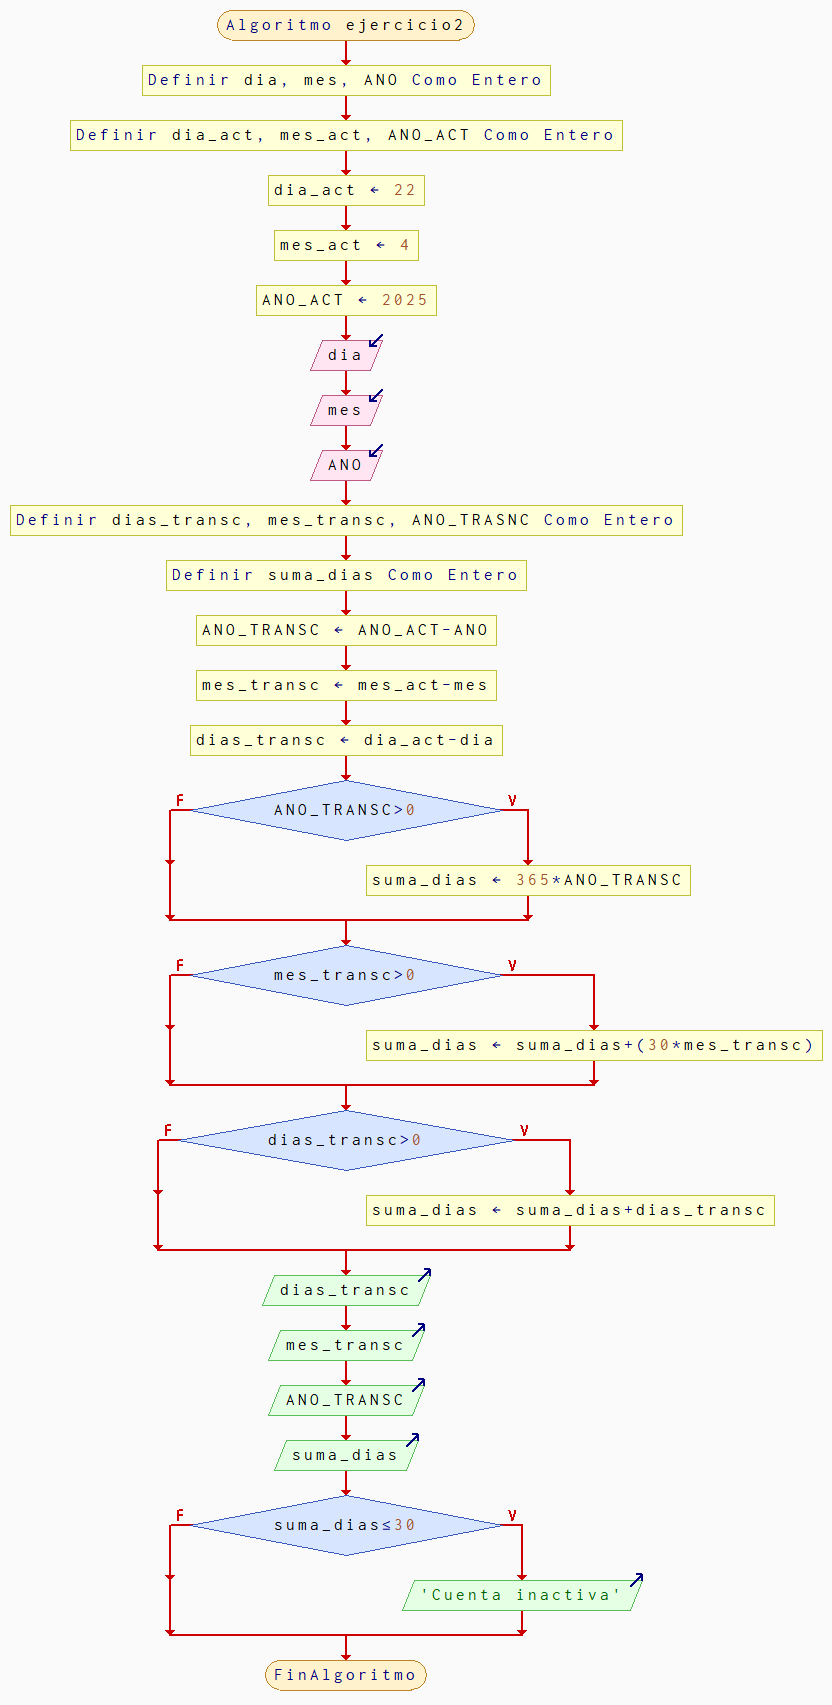 Algoritmo ejercicio2
Definir dia, mes, ANO Como Entero
Definir dia_act, mes_act, ANO_ACT Como Entero
dia_act ← 22
mes_act ← 4
ANO_ACT ← 2025
dia
mes
ANO
Definir dias_transc, mes_transc, ANO_TRASNC Como Entero
Definir suma_dias Como Entero
ANO_TRANSC ← ANO_ACT-ANO
mes_transc ← mes_act-mes
dias_transc ← dia_act-dia
F ANO_TRANSC>0 V
suma_dias ← 365*ANO_TRANSC
F mes_transc>0 V
suma_dias ← suma_dias+(30*mes_transc)
F dias_transc>0 V
suma_dias ← suma_dias+dias_transc
dias_transc
mes_transc
ANO_TRANSC
suma_dias
F suma_dias≤30 V
'Cuenta inactiva'
FinAlgoritmo